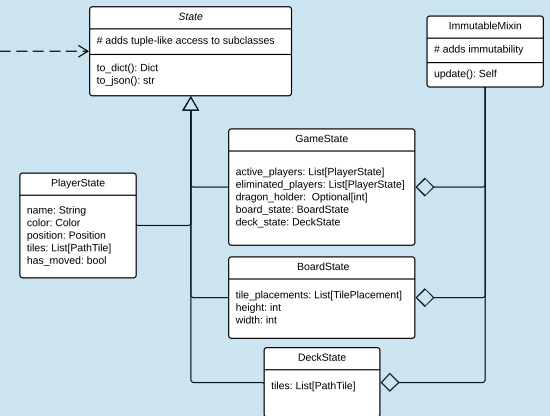 State
# adds tuple-like access to subclasses
to_dict(): Dict
to_json(): str
ImmutableMixin
# adds immutability
update(): Self
GameState
active_players: List[PlayerState]
eliminated_players: List[PlayerState]
dragon_holder: Optional[int]
board_state: BoardState
deck_state: DeckState
PlayerState
name: String
color: Color
position: Position
tiles: List[PathTile]
has_moved: bool
BoardState
tile_placements: List[TilePlacement]
height: int
width: int
DeckState
tiles: List[PathTile]